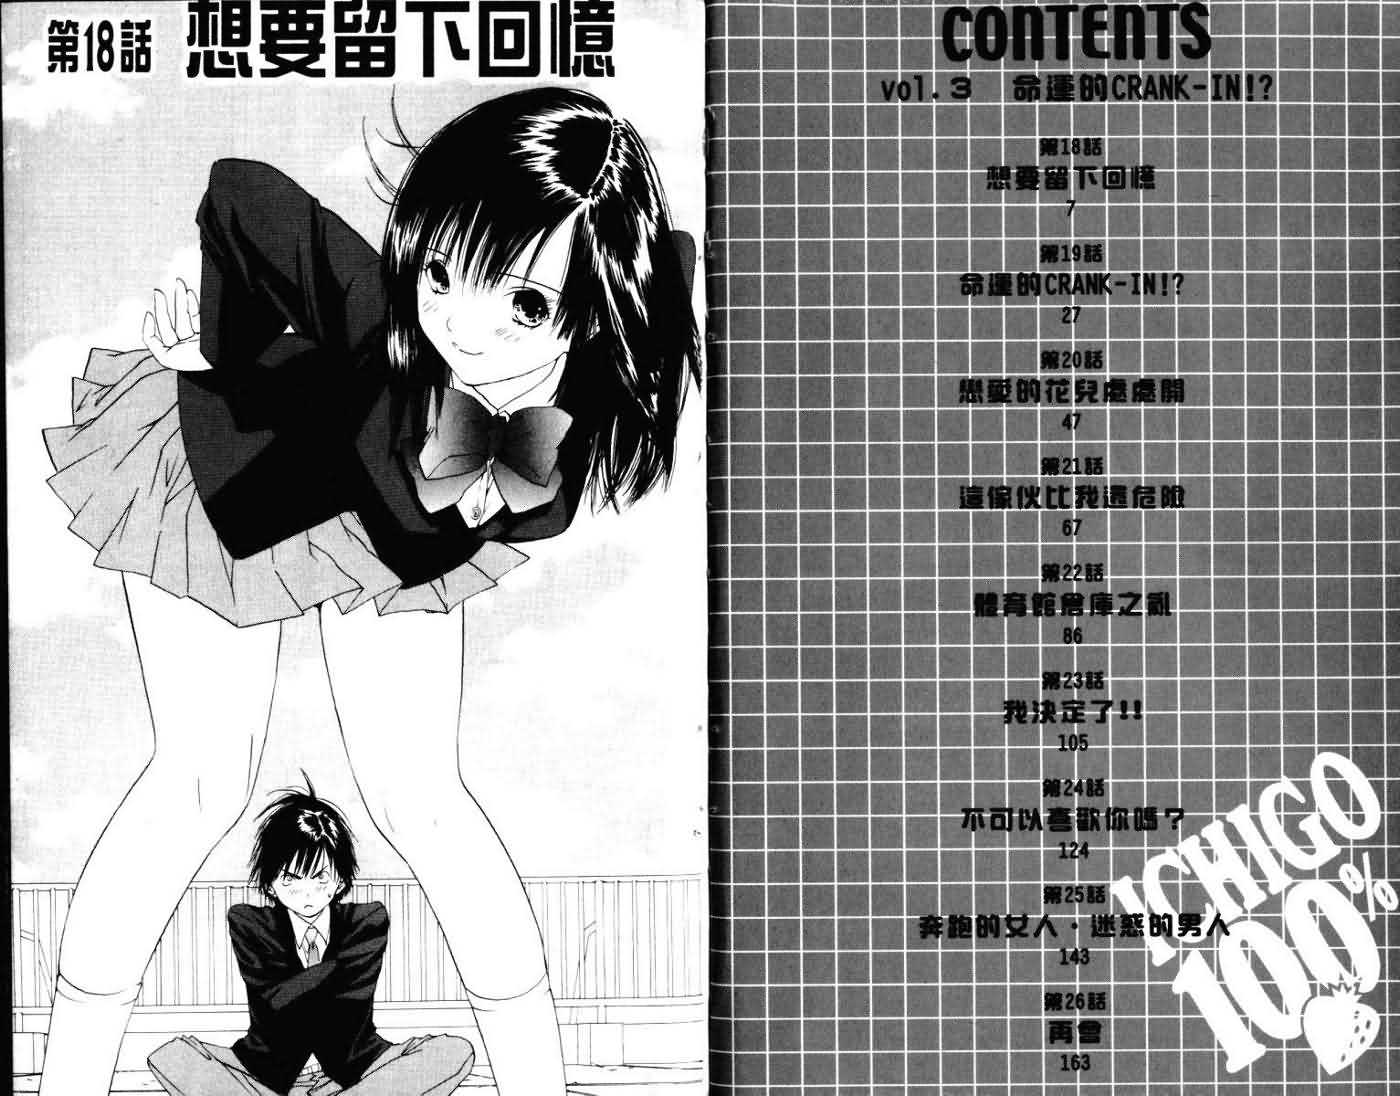 第18話 想要留下回憶
CONTENTS
vol.3 命運的CRANK-IN!?
第18話
想要留下回憶
7
第19話
命運的CRANK-IN!?
27
第20話
戀愛的花兒處處開
47
第21話
這傢伙比我還危險
67
第22話
體育館倉庫之亂
86
第23話
我決定了!!
105
第24話
不可以喜歡你嗎？
124
第25話
奔跑的女人・迷惑的男人
143
第26話
再會
163
ICHIGO
100%